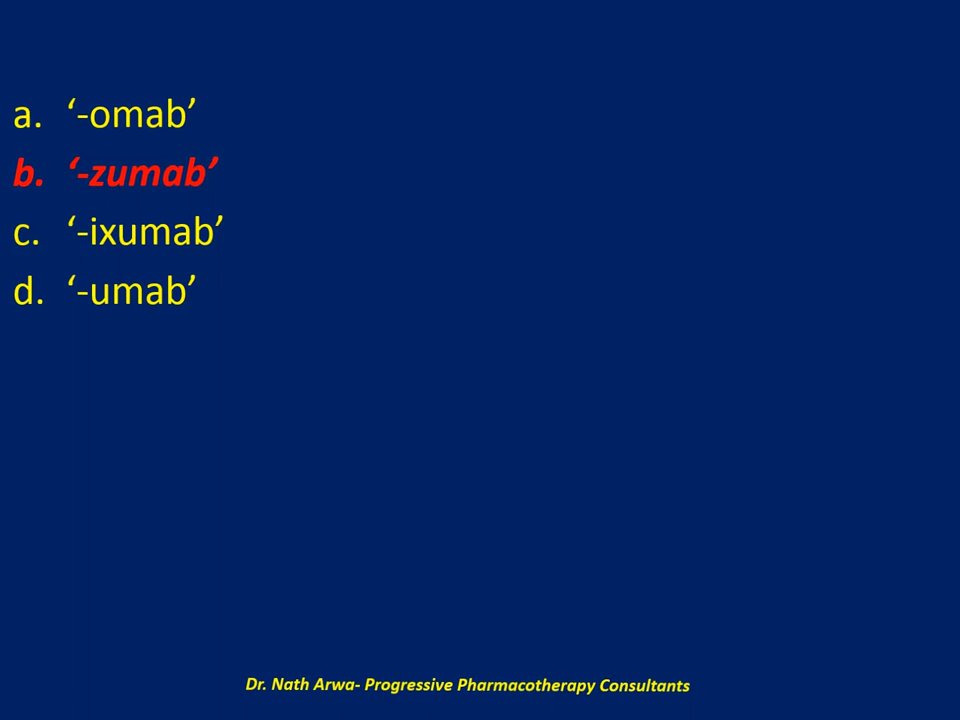 a. ‘-omab’
b. ‘-zumab’
c. ‘-ixumab’
d. ‘-umab’
Dr. Nath Arwa- Progressive Pharmacotherapy Consultants